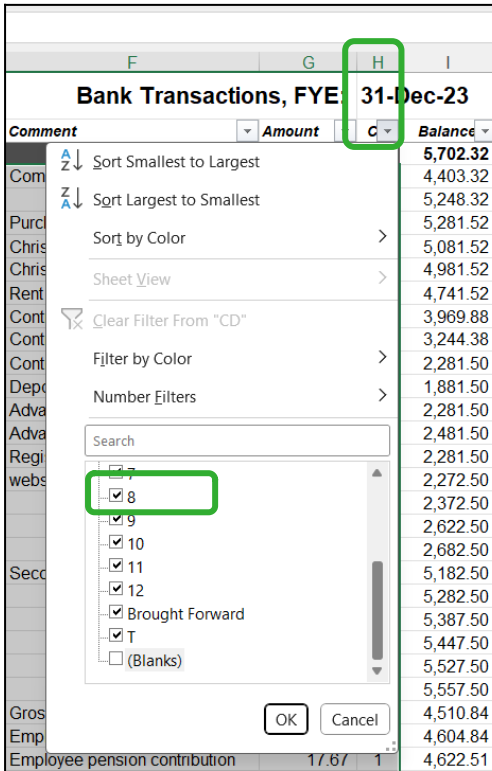 F G H I
Bank Transactions, FYE: 31-Dec-23
Comment Amount C Balance
5,702.32
Com 4,403.32
5,248.32
Purch 5,281.52
Chris 5,081.52
Chris 4,981.52
Rent 4,741.52
Cont 3,969.88
Cont 3,244.38
Cont 2,281.50
Depo 1,881.50
Adva 2,281.50
Adva 2,481.50
Regi 2,281.50
webs 2,272.50
2,372.50
2,622.50
2,682.50
Seco 5,182.50
5,282.50
5,387.50
5,447.50
5,527.50
5,557.50
Gros 4,510.84
Emp 4,604.84
Employee pension contribution 17.67 1 4,622.51
Sort Smallest to Largest
Sort Largest to Smallest
Sort by Color
Sheet View
Clear Filter From "CD"
Filter by Color
Number Filters
Search
7
8
9
10
11
12
Brought Forward
T
(Blanks)
OK Cancel